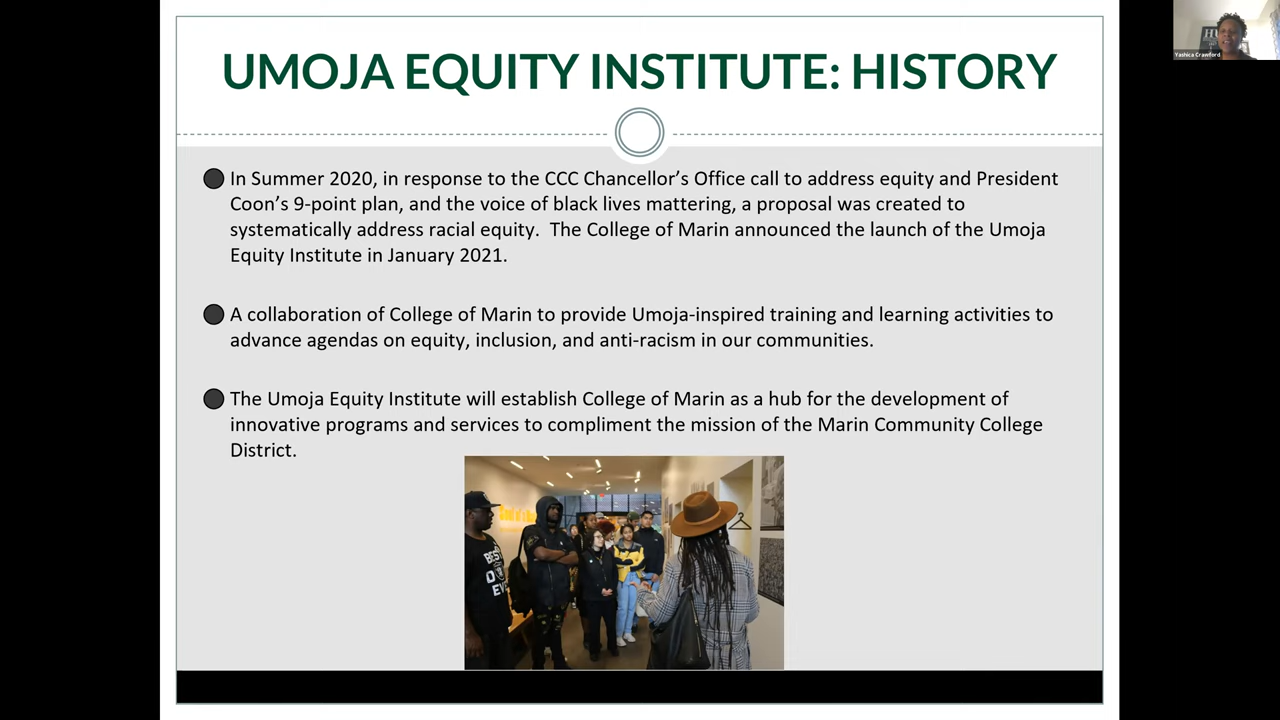 UMOJA EQUITY INSTITUTE: HISTORY
In Summer 2020, in response to the CCC Chancellor's Office call to address equity and President
Coon's 9-point plan, and the voice of black lives mattering, a proposal was created to
systematically address racial equity.  The College of Marin announced the launch of the Umoja
Equity Institute in January 2021.
A collaboration of College of Marin to provide Umoja-inspired training and learning activities to
advance agendas on equity, inclusion, and anti-racism in our communities.
The Umoja Equity Institute will establish College of Marin as a hub for the development of
innovative programs and services to compliment the mission of the Marin Community College
District.
BES
O
EV
Yashica Crawford